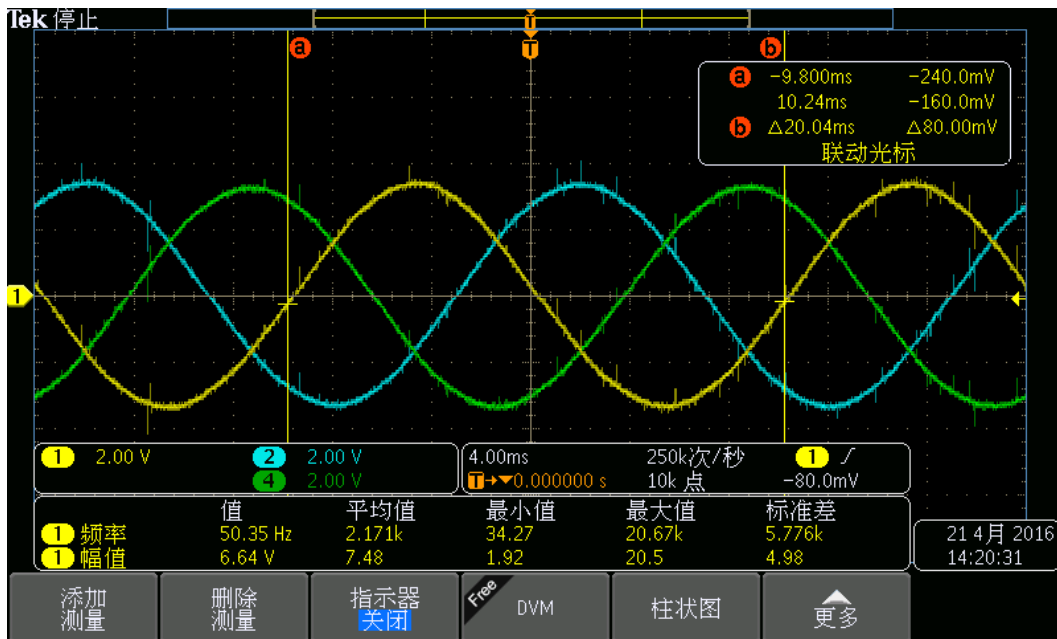 Tek 停止
T
a b
T
a -9.800ms -240.0mV
10.24ms -160.0mV
b △20.04ms △80.00mV
联动光标
1
1 2.00 V 2 2.00 V
4 2.00 V
4.00ms 250k次/秒 1 /
T→▼0.000000 s 10k 点 -80.0mV
值 平均值 最小值 最大值 标准差
1 频率 50.35 Hz 2.171k 34.27 20.67k 5.776k
1 幅值 6.64 V 7.48 1.92 20.5 4.98
21 4月 2016
14:20:31
添加
测量
删除
测量
指示器
关闭
Free
DVM
柱状图
更多